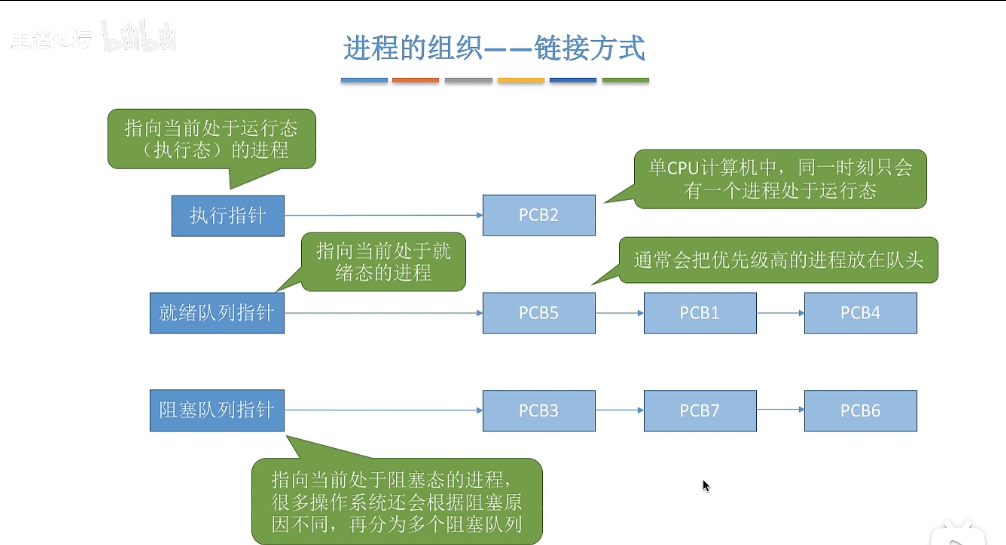 进程的组织——链接方式
指向当前处于运行态
（执行态）的进程
单CPU计算机中，同一时刻只会
有一个进程处于运行态
执行指针
PCB2
指向当前处于就
绪态的进程
通常会把优先级高的进程放在队头
就绪队列指针
PCB5
PCB1
PCB4
阻塞队列指针
PCB3
PCB7
PCB6
指向当前处于阻塞态的进程，
很多操作系统还会根据阻塞原
因不同，再分为多个阻塞队列